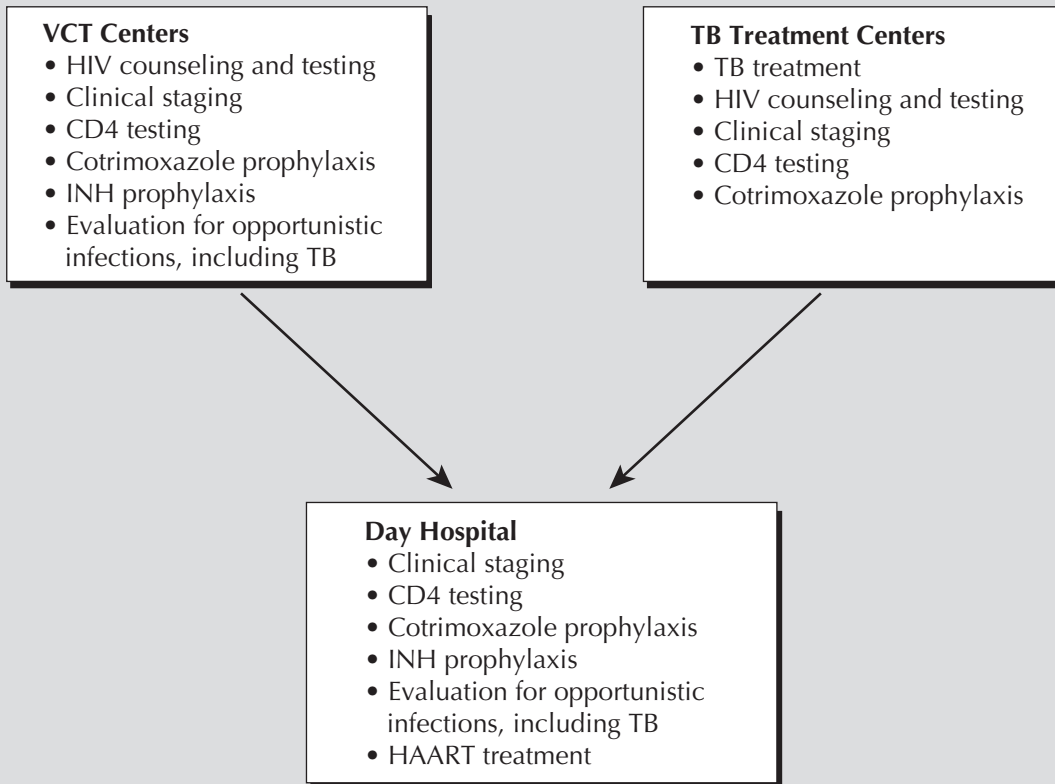 VCT Centers
• HIV counseling and testing
• Clinical staging
• CD4 testing
• Cotrimoxazole prophylaxis
• INH prophylaxis
• Evaluation for opportunistic
infections, including TB
TB Treatment Centers
• TB treatment
• HIV counseling and testing
• Clinical staging
• CD4 testing
• Cotrimoxazole prophylaxis
Day Hospital
• Clinical staging
• CD4 testing
• Cotrimoxazole prophylaxis
• INH prophylaxis
• Evaluation for opportunistic
infections, including TB
• HAART treatment